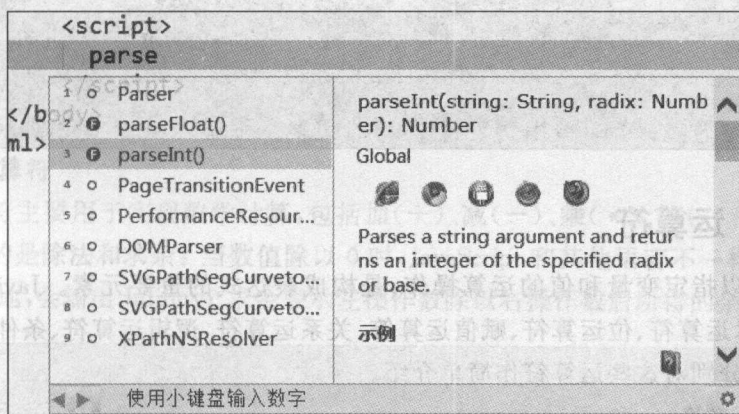 <script>
parse
</script>
</body>
ml>
1 Parser
2 parseFloat()
3 parseInt()
4 PageTransitionEvent
5 PerformanceResour...
6 DOMParser
7 SVGPathSegCurveto...
8 SVGPathSegCurveto...
9 XPathNSResolver
使用小键盘输入数字
parseInt(string: String, radix: Numb
er): Number
Global
Parses a string argument and retur
ns an integer of the specified radix
or base.
示例